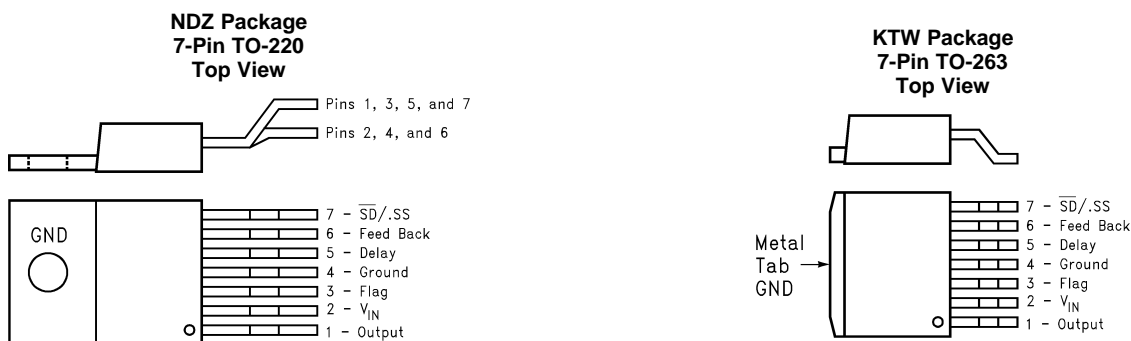 NDZ Package
7-Pin TO-220
Top View
Pins 1, 3, 5, and 7
Pins 2, 4, and 6
GND
7 - S̅D̅/.SS
6 - Feed Back
5 - Delay
4 - Ground
3 - Flag
2 - VIN
1 - Output
KTW Package
7-Pin TO-263
Top View
Metal
Tab
GND
7 - S̅D̅/.SS
6 - Feed Back
5 - Delay
4 - Ground
3 - Flag
2 - VIN
1 - Output